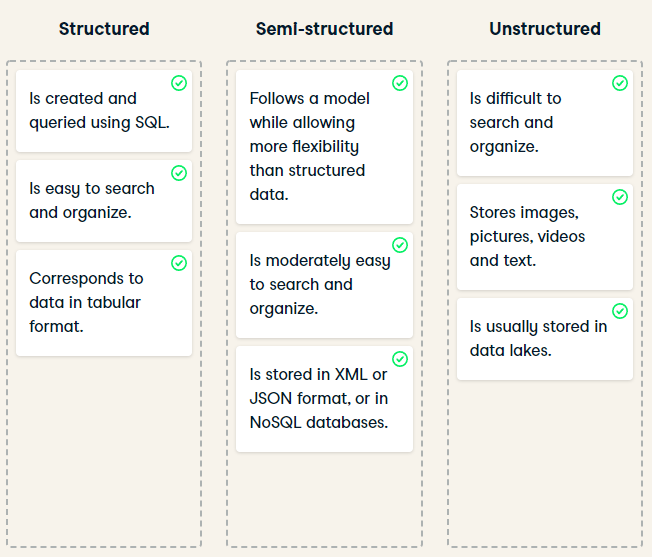 Structured
Semi-structured
Unstructured
Is created and
queried using SQL.
Is easy to search
and organize.
Corresponds to
data in tabular
format.
Follows a model
while allowing
more flexibility
than structured
data.
Is moderately easy
to search and
organize.
Is stored in XML or
JSON format, or in
NoSQL databases.
Is difficult to
search and
organize.
Stores images,
pictures, videos
and text.
Is usually stored in
data lakes.